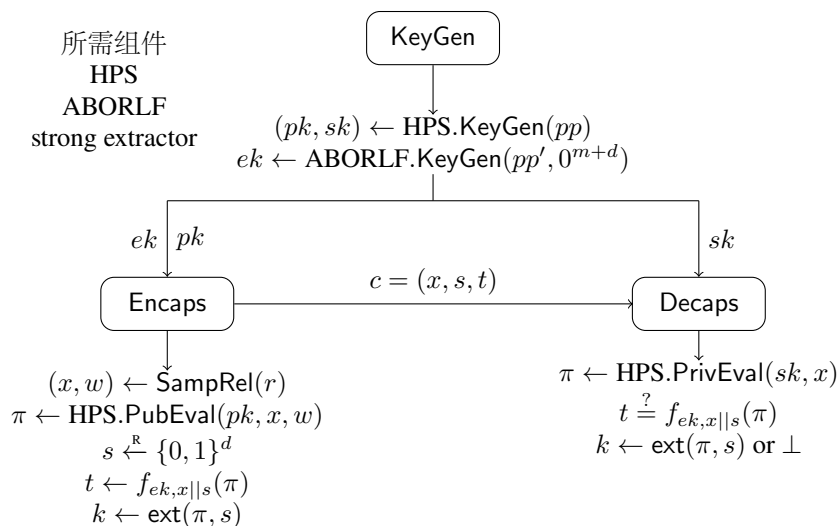 所需组件
HPS
ABORLF
strong extractor
KeyGen
(pk, sk) ← HPS.KeyGen(pp)
ek ← ABORLF.KeyGen(pp′, 0^{m+d})
ek pk
sk
Encaps
c = (x, s, t)
Decaps
(x, w) ← SampRel(r)
π ← HPS.PubEval(pk, x, w)
s \xleftarrow{R} {0, 1}^d
t ← f_{ek,x||s}(π)
k ← ext(π, s)
π ← HPS.PrivEval(sk, x)
t ≟ f_{ek,x||s}(π)
k ← ext(π, s) or ⊥